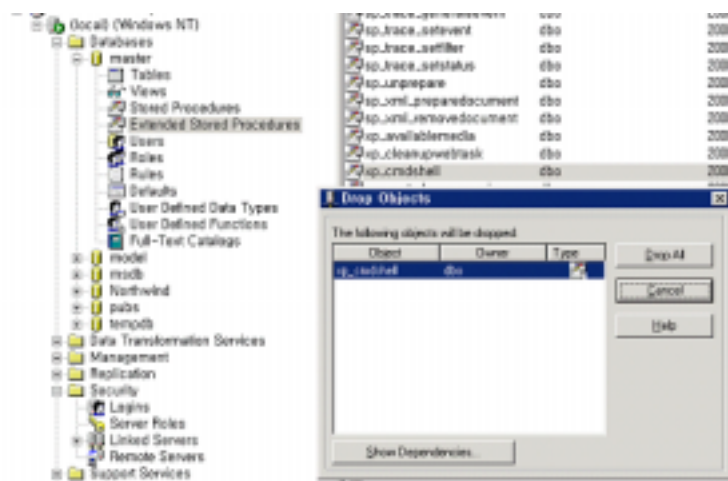 (local) (Windows NT)
Databases
master
Tables
Views
Stored Procedures
Extended Stored Procedures
Users
Roles
Rules
Defaults
User Defined Data Types
User Defined Functions
Full-Text Catalogs
model
msdb
Northwind
pubs
tempdb
Data Transformation Services
Management
Replication
Security
Logins
Server Roles
Linked Servers
Remote Servers
Support Services
sp_trace_generateevent dbo
sp_trace_setevent dbo
sp_trace_setfilter dbo
sp_trace_setstatus dbo
sp_unprepare dbo
sp_xml_preparedocument dbo
sp_xml_removedocument dbo
xp_availablemedia dbo
xp_cleanupwebtask dbo
xp_cmdshell dbo
Drop Objects
The following objects will be dropped
Object Owner Type
xp_cmdshell dbo
Drop All
Cancel
Help
Show Dependencies...